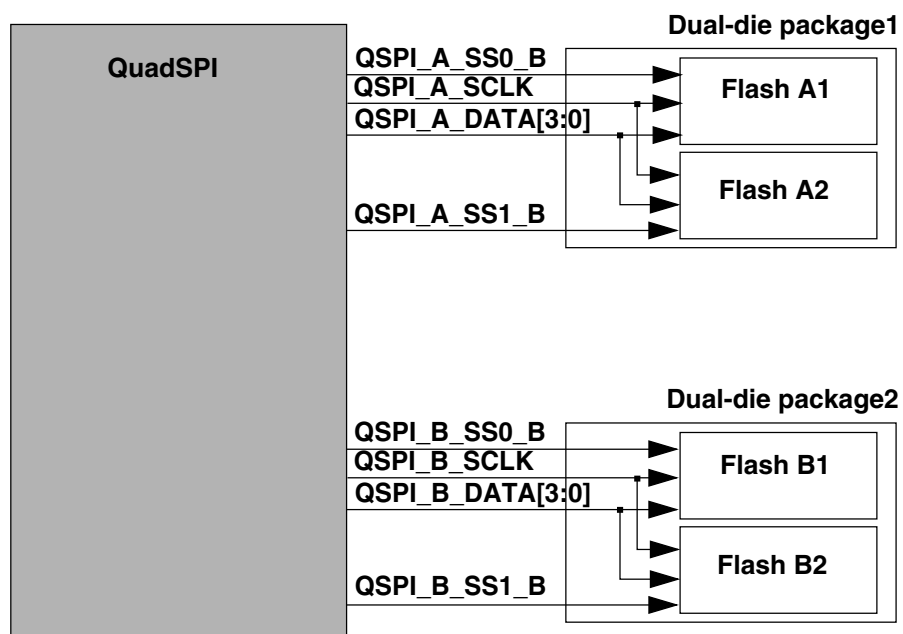 Dual-die package1
QuadSPI
QSPI_A_SS0_B
QSPI_A_SCLK
QSPI_A_DATA[3:0]
Flash A1
Flash A2
QSPI_A_SS1_B
Dual-die package2
QSPI_B_SS0_B
QSPI_B_SCLK
QSPI_B_DATA[3:0]
Flash B1
Flash B2
QSPI_B_SS1_B